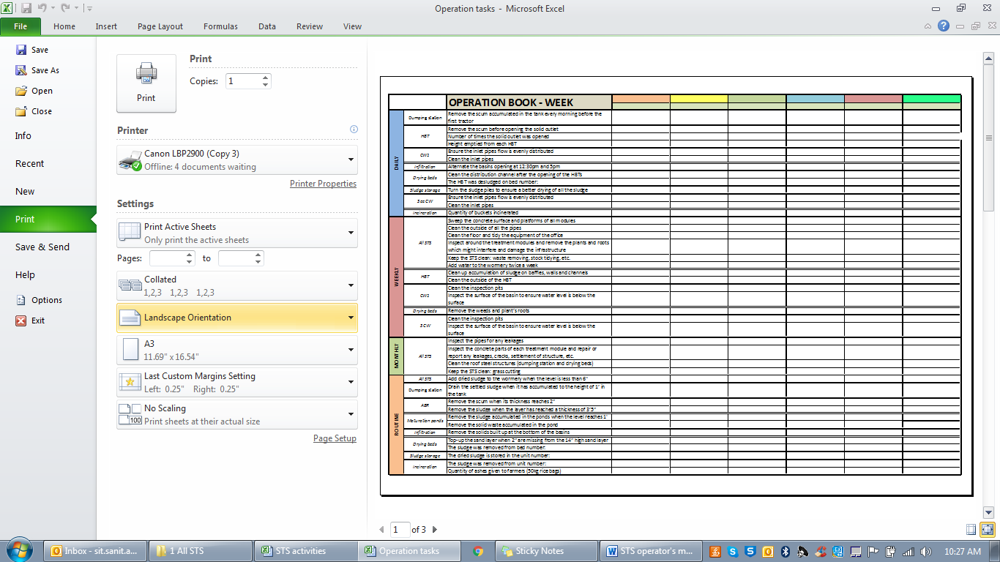 Operation tasks - Microsoft Excel
File Home Insert Page Layout Formulas Data Review View
Save
Save As
Open
Close
Info
Recent
New
Print
Save & Send
Help
Options
Exit
Print
Print
Copies: 1
Printer
Canon LBP2900 (Copy 3)
Offline: 4 documents waiting
Printer Properties
Settings
Print Active Sheets
Only print the active sheets
Pages: to
Collated
1,2,3 1,2,3 1,2,3
Landscape Orientation
A3
11.69" x 16.54"
Last Custom Margins Setting
Left: 0.25" Right: 0.25"
No Scaling
100 Print sheets at their actual size
Page Setup
OPERATION BOOK - WEEK
DAILY
Dumping station
Remove the scum accumulated in the tank every morning before the
first tractor
HBT
Remove the scum before opening the solid outlet
Number of times the solid outlet was opened
Height emptied from each HBT
CWS
Ensure the inlet pipes flow is evenly distributed
Clean the inlet pipes
Infiltration
Alternate the basins opening at 12:30pm and 5pm
Drying beds
Clean the distribution channel after the opening of the HBTs
The HBT was desludged on bed number:
Sludge storage
Turn the sludge piles to ensure a better drying of all the sludge
Ensure the inlet pipes flow is evenly distributed
Clean the inlet pipes
Incineration
Quantity of buckets incinerated
WEEKLY
All STS
Sweep the concrete surface and platforms of all modules
Clean the outside of all the pipes
Clean the floor and tidy the equipment of the office
Inspect around the treatment modules and remove the plants and roots
which might interfere and damage the infrastructure
Keep the STS clean: waste removing, stock tidying, etc.
Add water to the wormery twice a week
HBT
Clean up accumulation of sludge on baffles, walls and channels
Clean the outside of the HBT
CWS
Clean the inspection pits
Inspect the surface of the basin to ensure water level is below the
surface
Drying beds
Remove the weeds and plant's roots
SCW
Clean the inspection pits
Inspect the surface of the basin to ensure water level is below the
surface
MONTHLY
All STS
Inspect the pipes for any leakages
Inspect the concrete parts of each treatment module and repair or
report any leakages, cracks, settlement of structure, etc.
Clean the roof steel structures (dumping station and drying beds)
Keep the STS clean: grass cutting
ROUTINE
All STS
Add dried sludge to the wormery when the level is less than 6"
Dumping station
Drain the settled sludge when it has accumulated to the height of 1' in
the tank
ABR
Remove the scum when its thickness reaches 2"
Remove the sludge when the layer has reached a thickness of 3'5"
Maturation ponds
Remove the sludge accumulated in the ponds when the level reaches 1'
Remove the solid waste accumulated in the pond
Infiltration
Remove the solids built up at the bottom of the basins
Drying beds
Top-up the sand layer when 2" are missing from the 14" high sand layer
The sludge was removed from bed number:
Sludge storage
The dried sludge is stored in the unit number:
Incineration
The sludge was removed from unit number:
Quantity of ashes given to farmers (50kg rice bags)
1 of 3
Inbox - sit.sanit.a... 1 All STS STS activities Operation tasks Sticky Notes STS operator's m... 10:27 AM